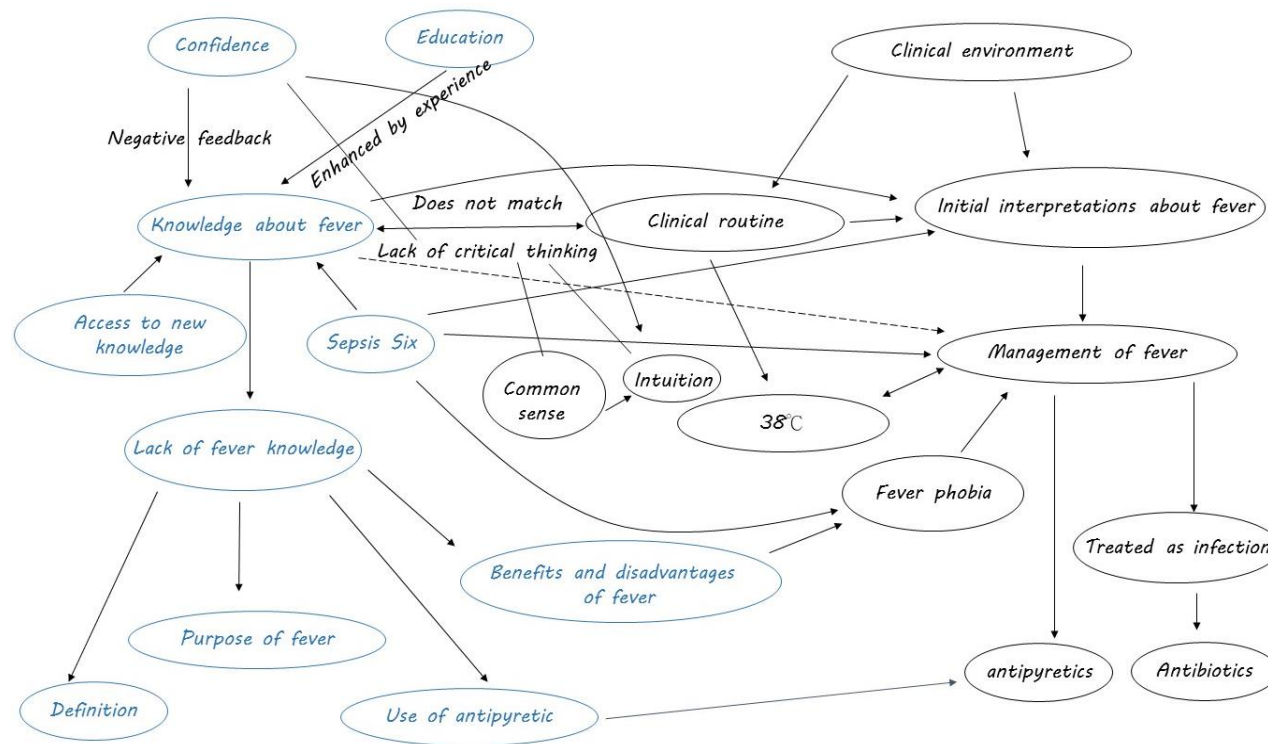 Confidence
Education
Clinical environment
Negative feedback
Enhanced by experience
Knowledge about fever
Does not match
Clinical routine
Initial interpretations about fever
Lack of critical thinking
Access to new
knowledge
Sepsis Six
Management of fever
Common
sense
Intuition
38℃
Lack of fever knowledge
Fever phobia
Treated as infection
Benefits and disadvantages
of fever
Purpose of fever
antipyretics
Antibiotics
Definition
Use of antipyretic